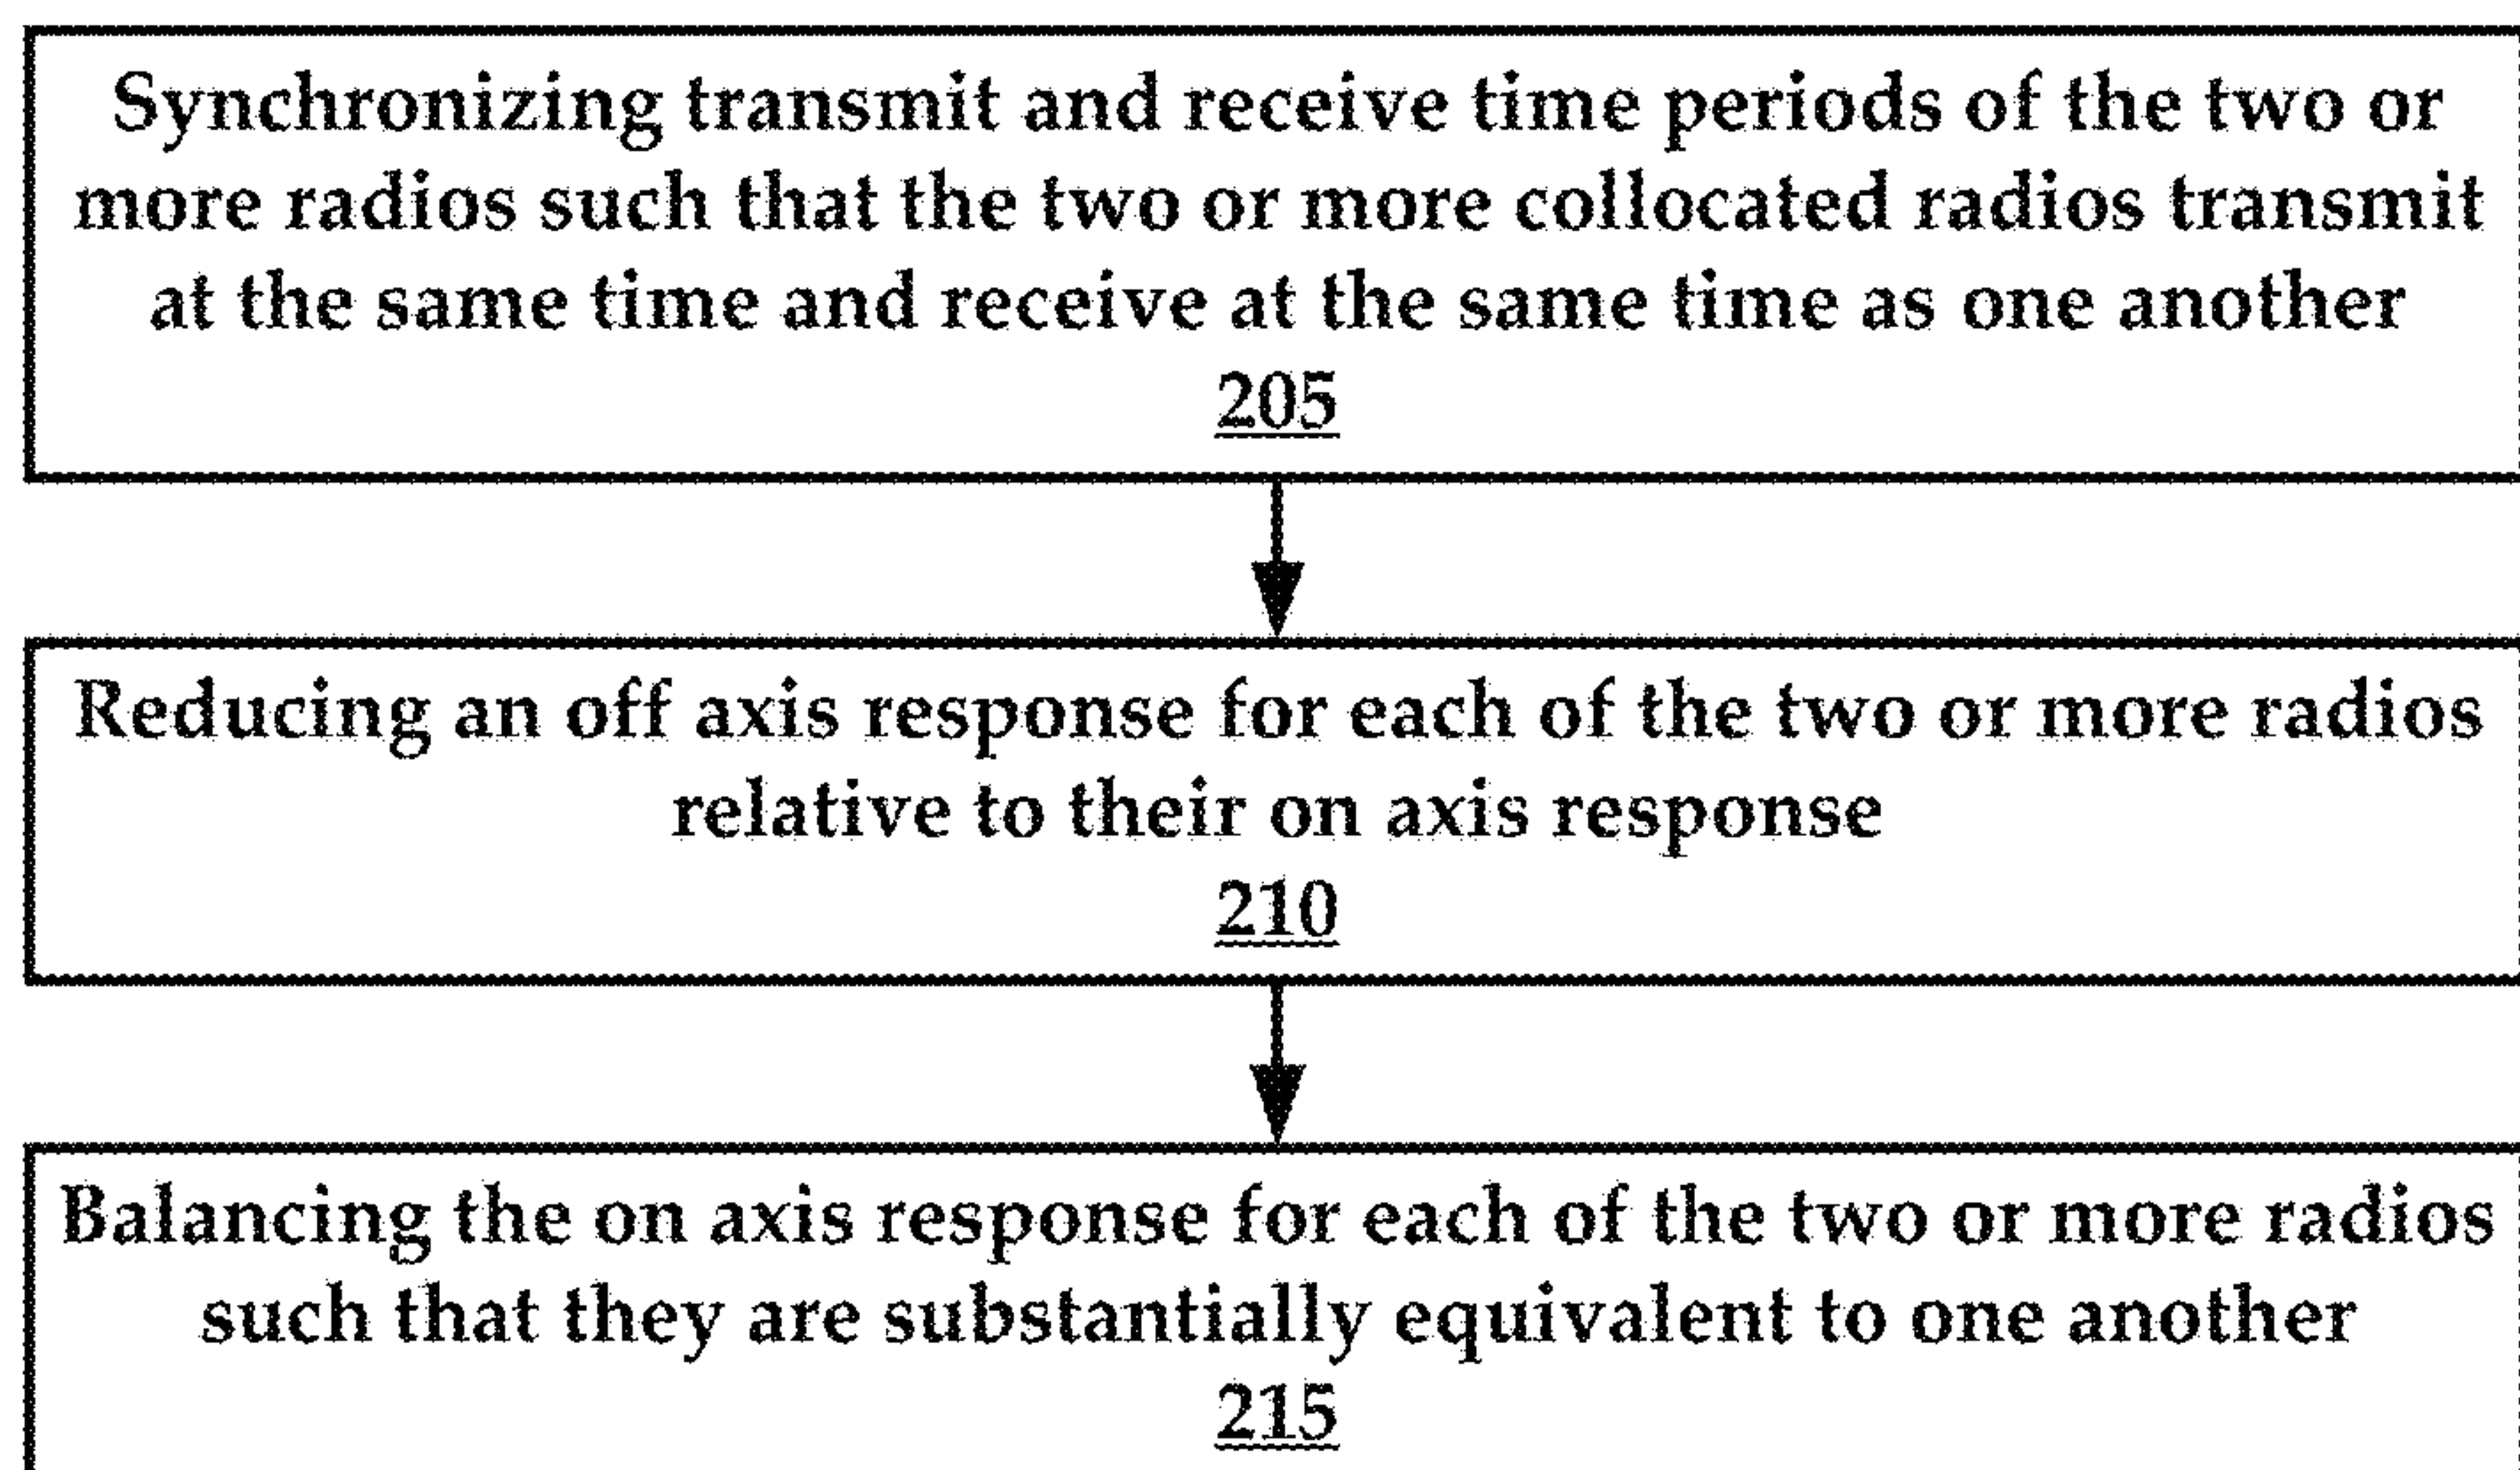 Synchronizing transmit and receive time periods of the two or
more radios such that the two or more collocated radios transmit
at the same time and receive at the same time as one another
205
Reducing an off axis response for each of the two or more radios
relative to their on axis response
210
Balancing the on axis response for each of the two or more radios
such that they are substantially equivalent to one another
215